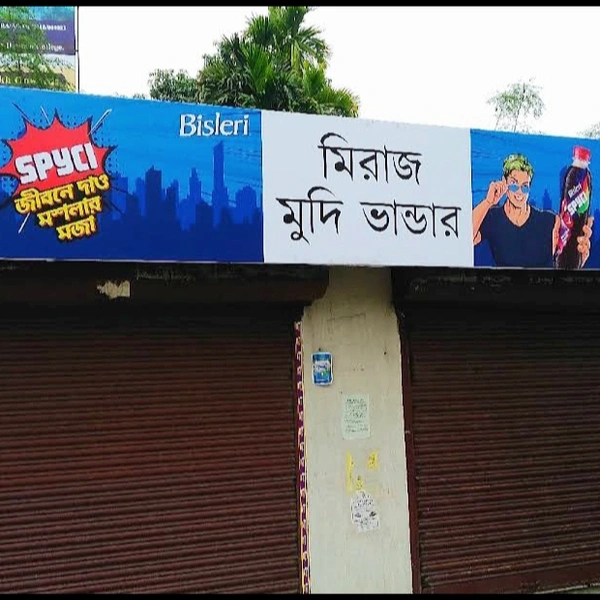 Bisleri
SPYCI
জীবনে দাও
মশলার
মজা
মিরাজ
মুদি ভান্ডার